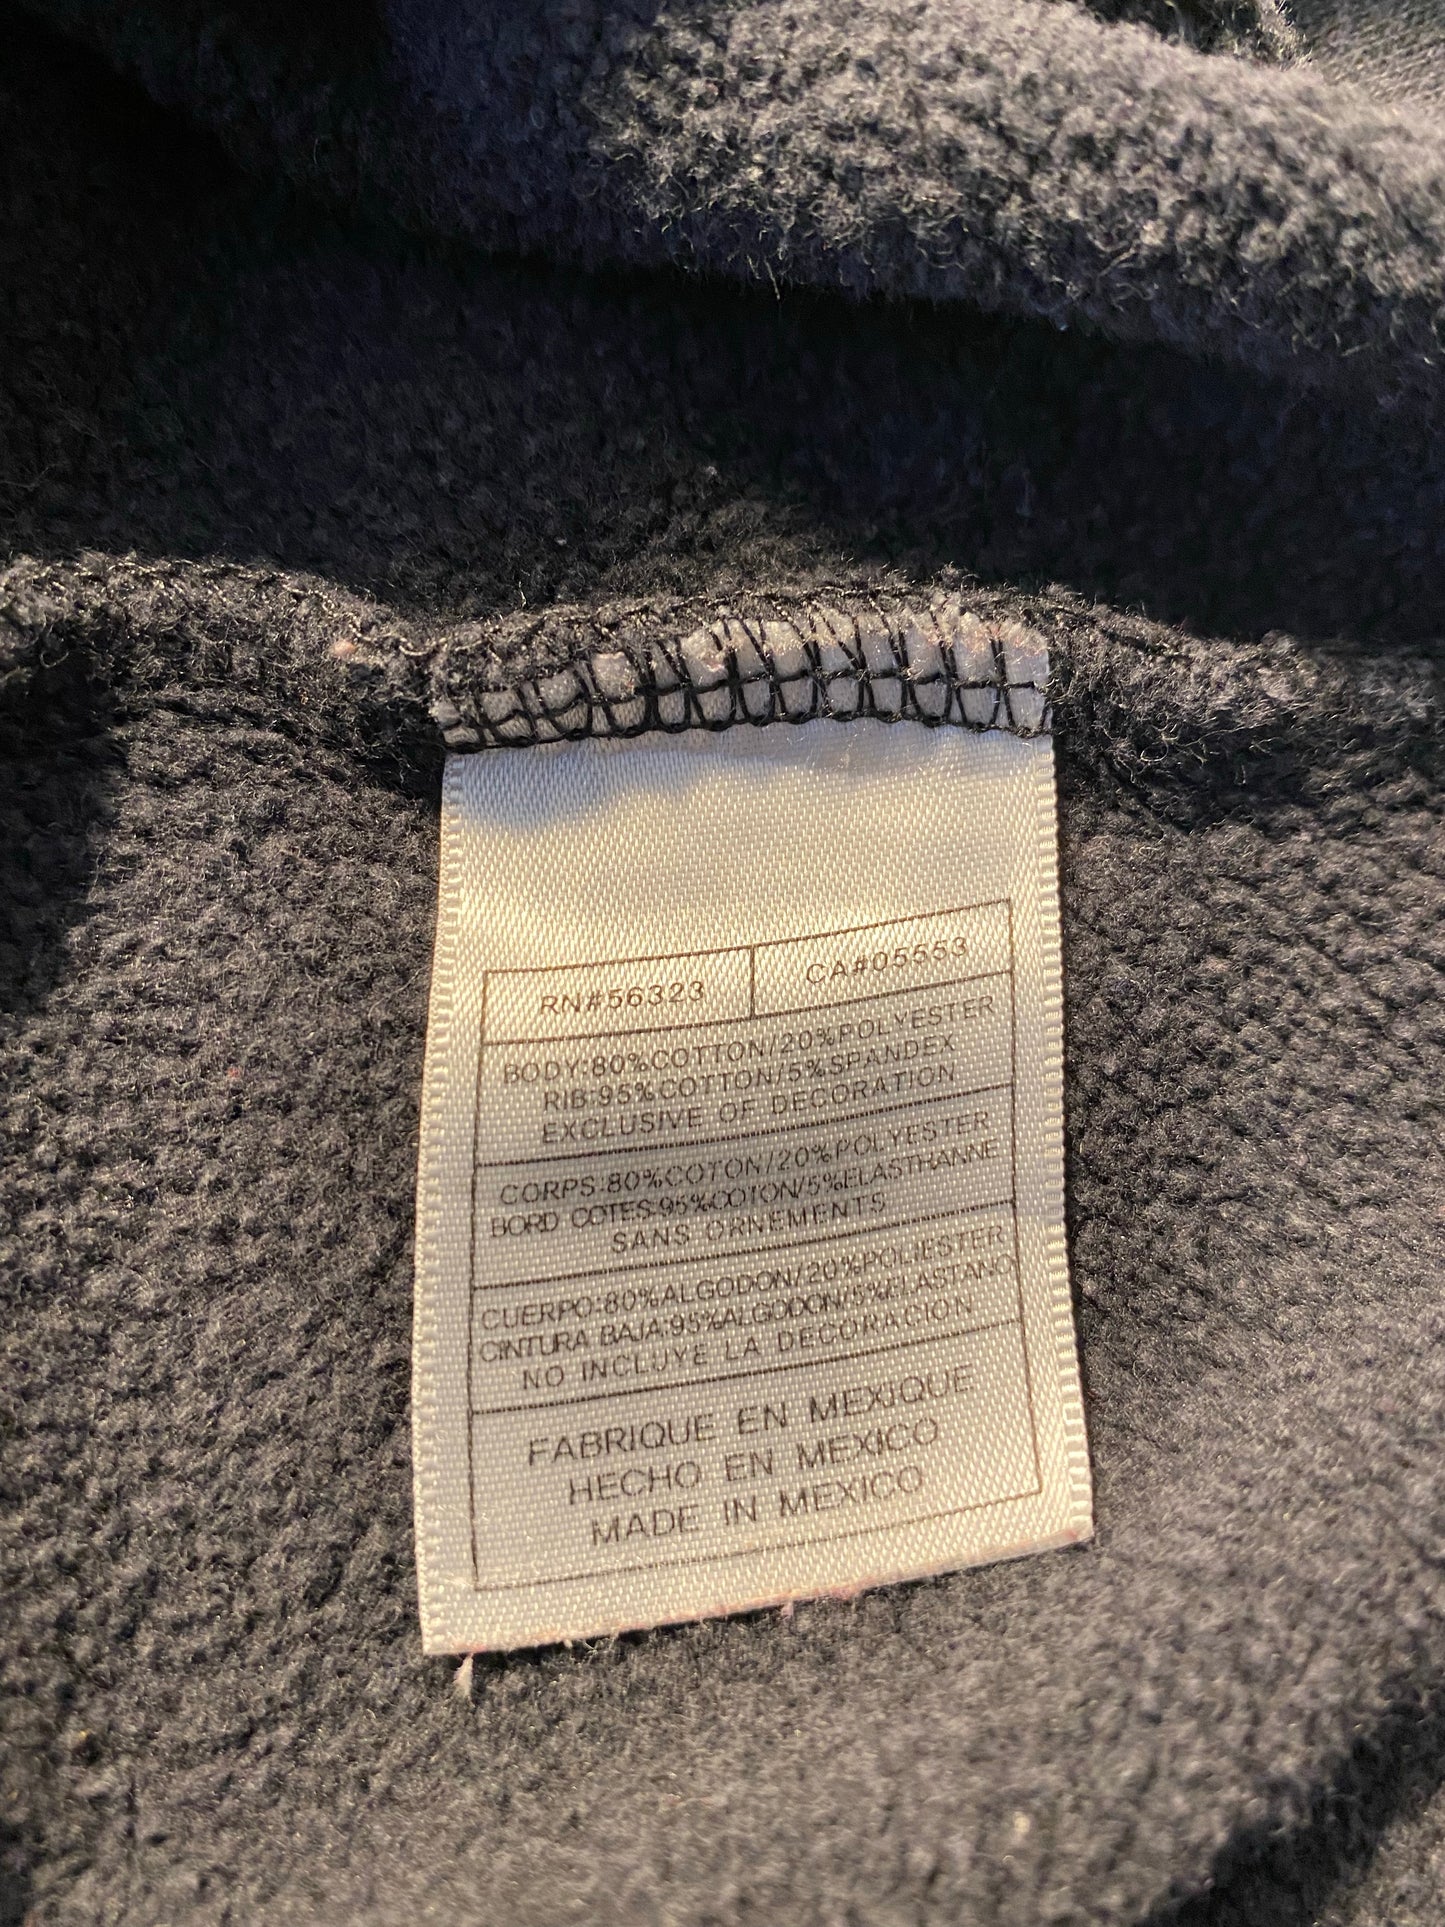 RN#56323 CA#05553
BODY:80%COTTON/20%POLYESTER
RIB:95%COTTON/5%SPANDEX
EXCLUSIVE OF DECORATION
CORPS:80%COTON/20%POLYESTER
BORD COTES:95%COTON/5%ELASTHANNE
SANS ORNEMENTS
CUERPO:80%ALGODON/20%POLIESTER
CINTURA BAJA:95%ALGODON/5%ELASTANO
NO INCLUYE LA DECORACION
FABRIQUE EN MEXIQUE
HECHO EN MEXICO
MADE IN MEXICO